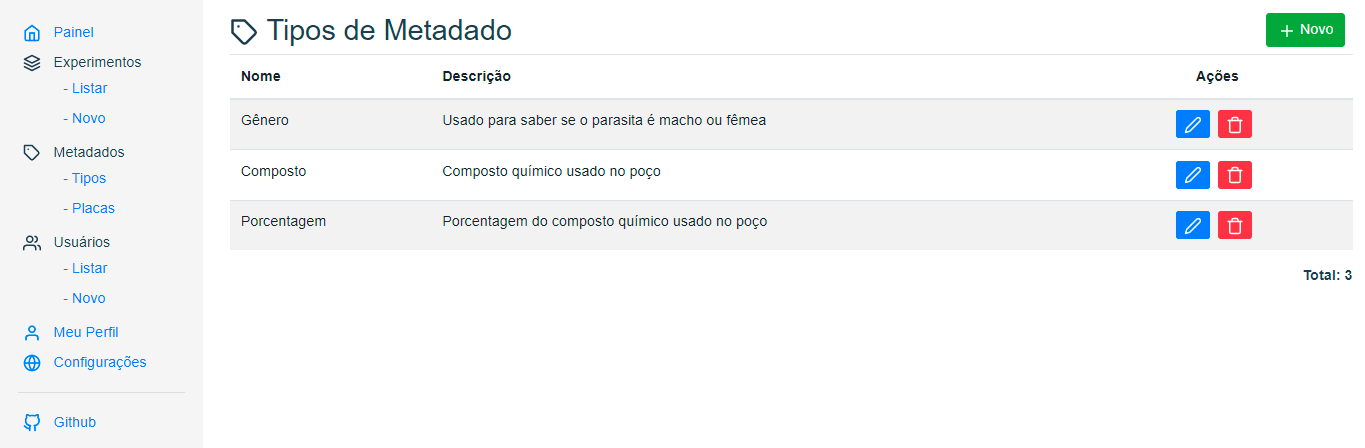 Painel
Experimentos
- Listar
- Novo
Metadados
- Tipos
- Placas
Usuários
- Listar
- Novo
Meu Perfil
Configurações
Github
Tipos de Metadado
+ Novo
Nome Descrição Ações
Gênero Usado para saber se o parasita é macho ou fêmea
Composto Composto químico usado no poço
Porcentagem Porcentagem do composto químico usado no poço
Total: 3